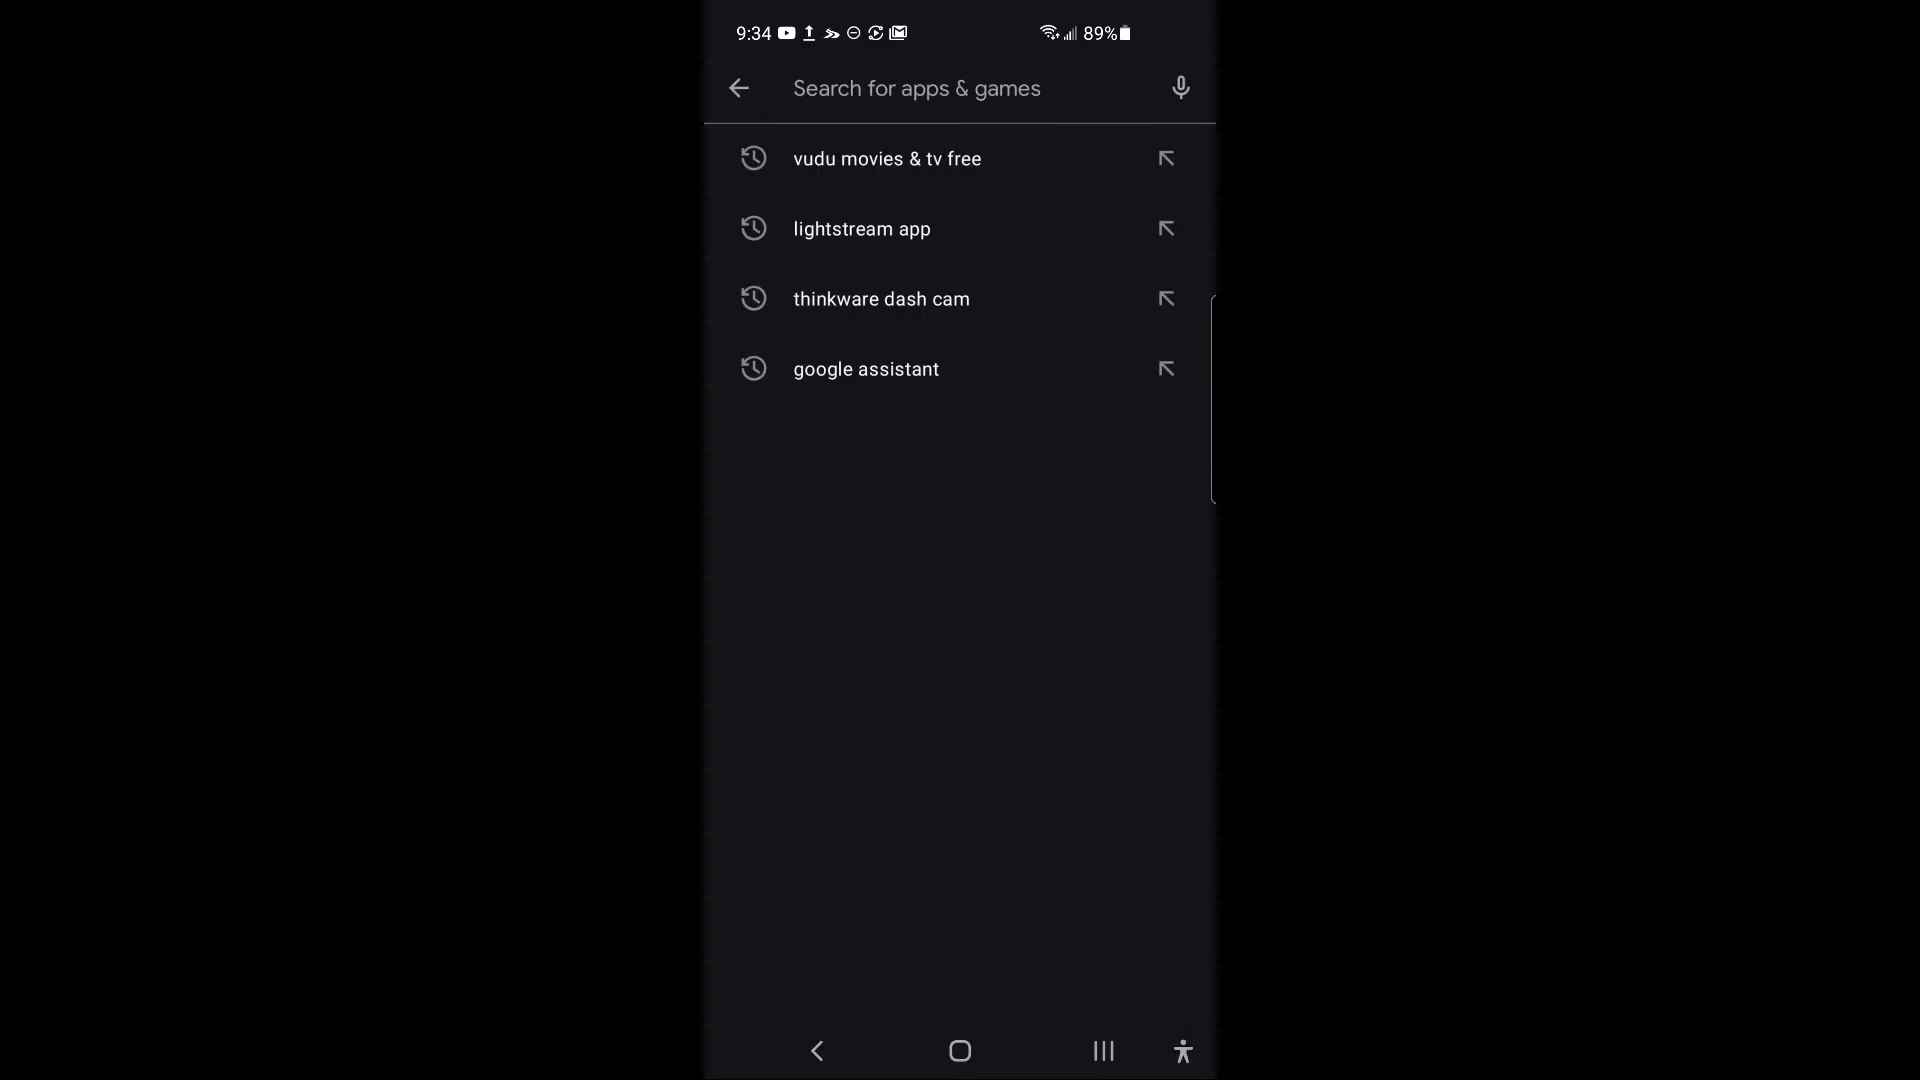 9:34 89%
Search for apps & games
vudu movies & tv free
lightstream app
thinkware dash cam
google assistant